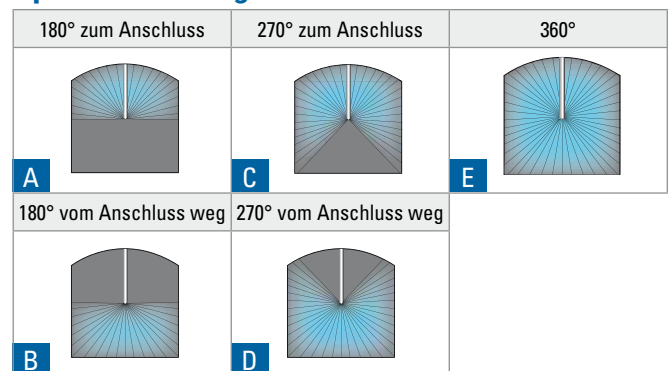 180° zum Anschluss
270° zum Anschluss
360°
A
C
E
180° vom Anschluss weg
270° vom Anschluss weg
B
D